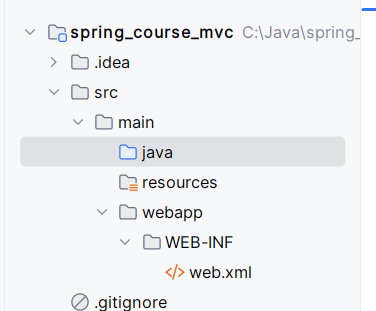 spring_course_mvc C:\Java\spring_
.idea
src
main
java
resources
webapp
WEB-INF
web.xml
.gitignore